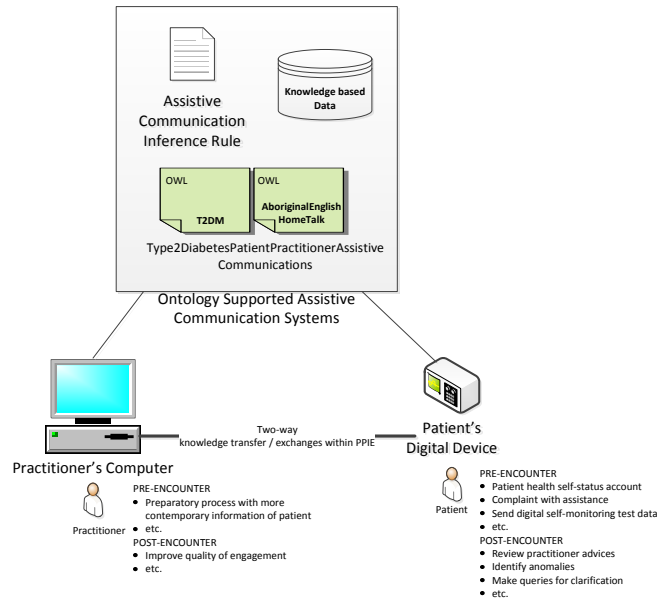 Assistive
Communication
Inference Rule
Knowledge based
Data
OWL
T2DM
OWL
AboriginalEnglish
HomeTalk
Type2DiabetesPatientPractitionerAssistive
Communications
Ontology Supported Assistive
Communication Systems
Two-way
knowledge transfer / exchanges within PPIE
Practitioner's Computer
Patient's
Digital Device
Practitioner
PRE-ENCOUNTER
• Preparatory process with more
contemporary information of patient
• etc.
POST-ENCOUNTER
• Improve quality of engagement
• etc.
Patient
PRE-ENCOUNTER
• Patient health self-status account
• Complaint with assistance
• Send digital self-monitoring test data
• etc.
POST-ENCOUNTER
• Review practitioner advices
• Identify anomalies
• Make queries for clarification
• etc.